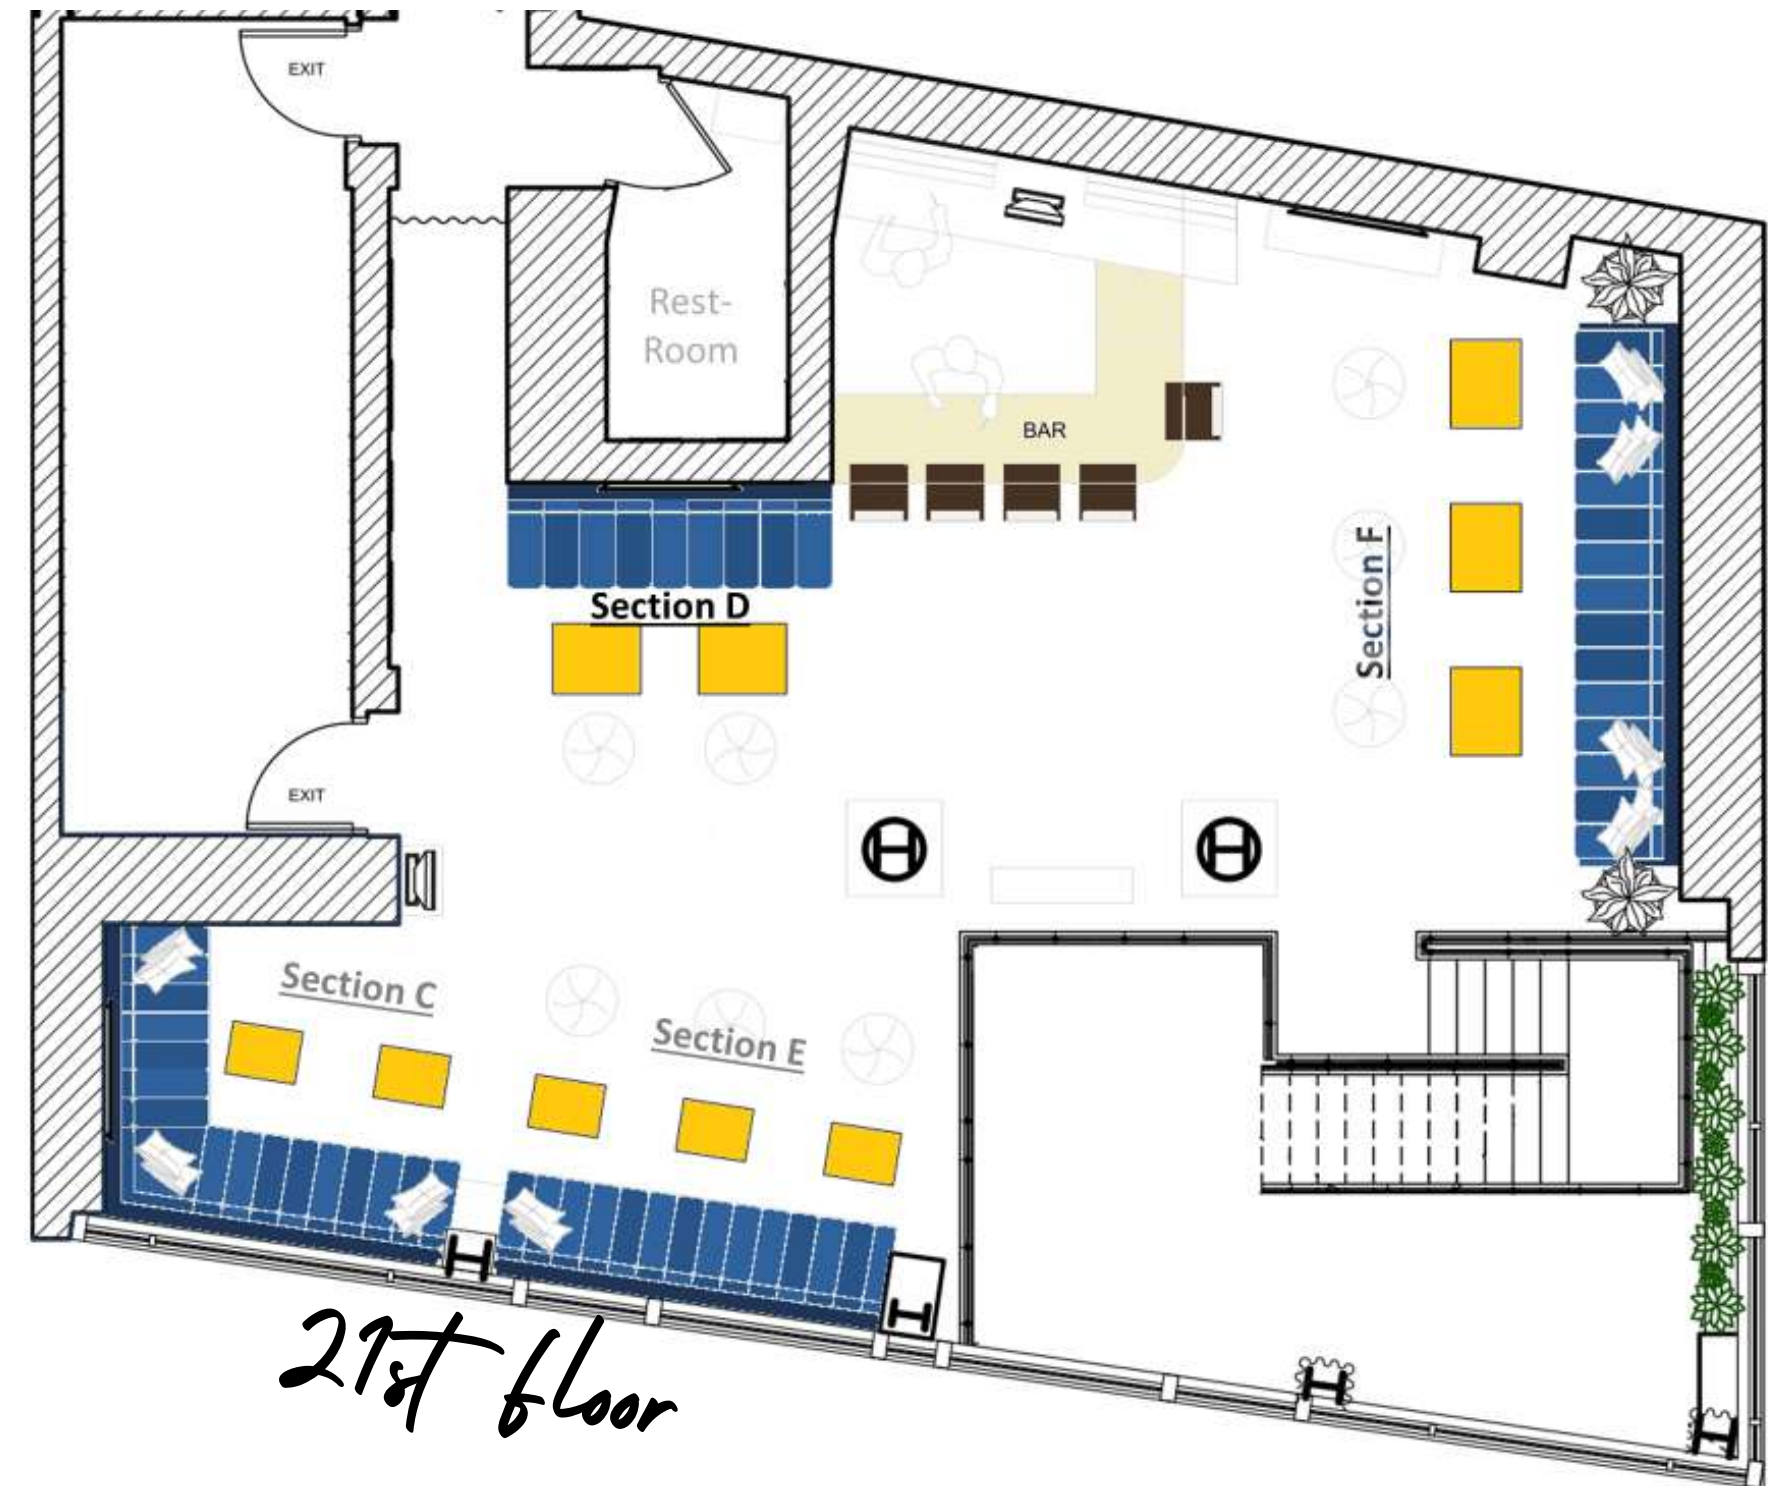 EXIT
Rest-
Room
BAR
Section D
Section F
EXIT
Section C
Section E
21st floor